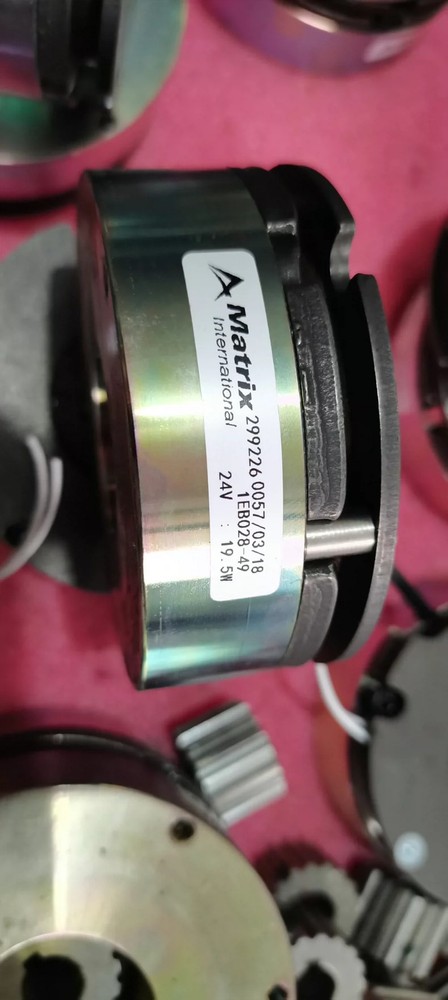 Matrix
International
299226 0057/03/18
1EB028-49
24V : 19.5W